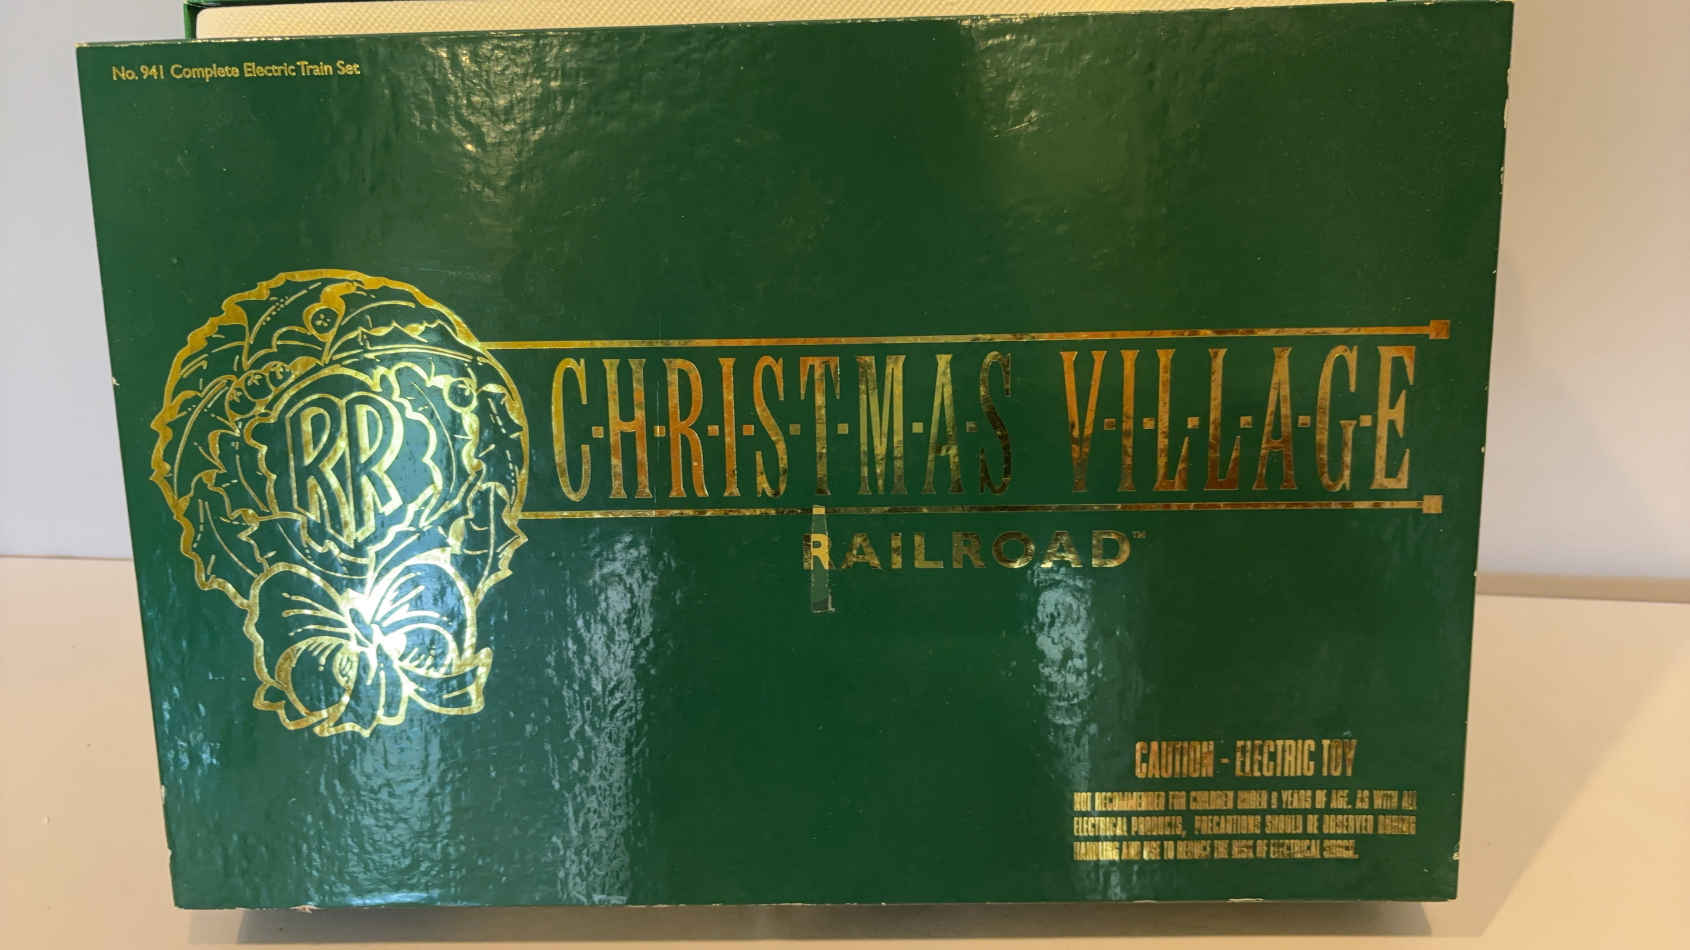 No. 941 Complete Electric Train Set
RR
C·H·R·I·S·T·M·A·S V·I·L·L·A·G·E
RAILROAD™
CAUTION - ELECTRIC TOY
NOT RECOMMENDED FOR CHILDREN UNDER 8 YEARS OF AGE. AS WITH ALL
ELECTRICAL PRODUCTS, PRECAUTIONS SHOULD BE OBSERVED DURING
HANDLING AND USE TO REDUCE THE RISK OF ELECTRICAL SHOCK.